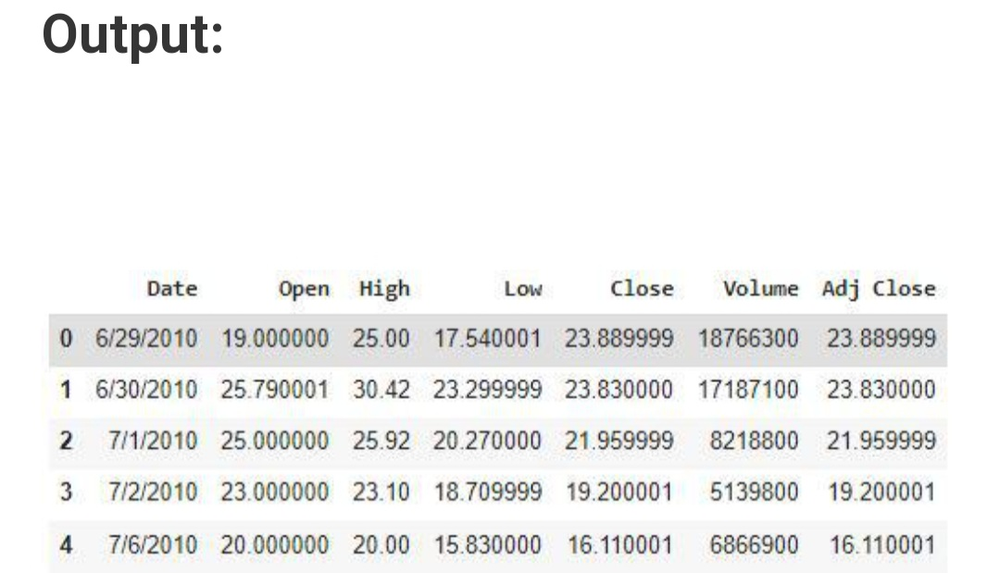 Output:
Date Open High Low Close Volume Adj Close
0 6/29/2010 19.000000 25.00 17.540001 23.889999 18766300 23.889999
1 6/30/2010 25.790001 30.42 23.299999 23.830000 17187100 23.830000
2 7/1/2010 25.000000 25.92 20.270000 21.959999 8218800 21.959999
3 7/2/2010 23.000000 23.10 18.709999 19.200001 5139800 19.200001
4 7/6/2010 20.000000 20.00 15.830000 16.110001 6866900 16.110001